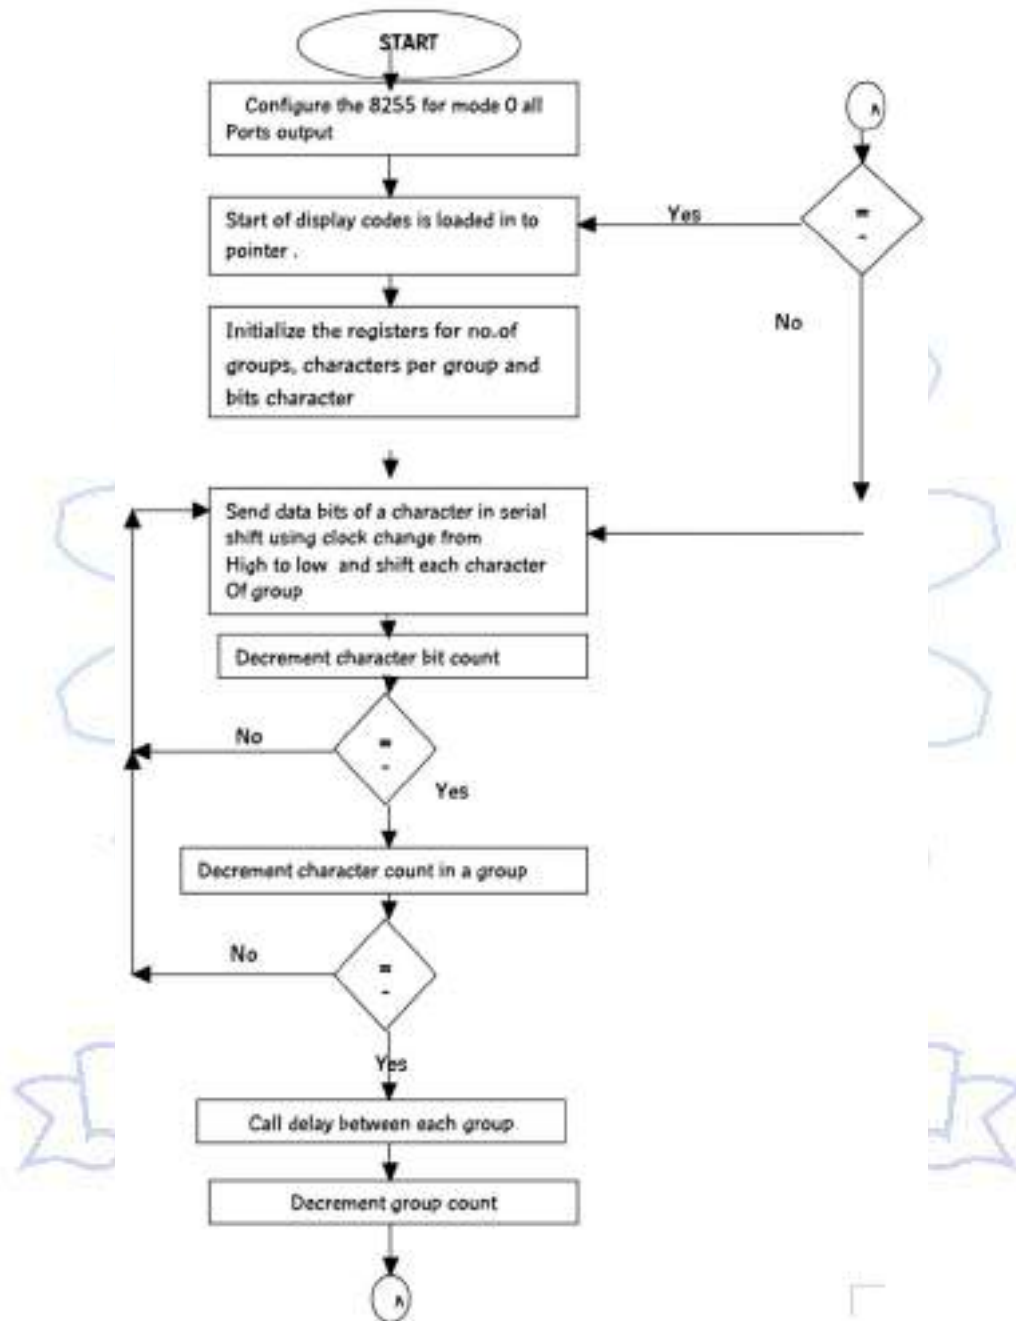 START
Configure the 8255 for mode 0 all
Ports output
Start of display codes is loaded in to
pointer .
Yes
=
-
Initialize the registers for no.of
groups, characters per group and
bits character
No
Send data bits of a character in serial
shift using clock change from
High to low and shift each character
Of group
Decrement character bit count
No
=
-
Yes
Decrement character count in a group
No
=
-
Yes
Call delay between each group
Decrement group count